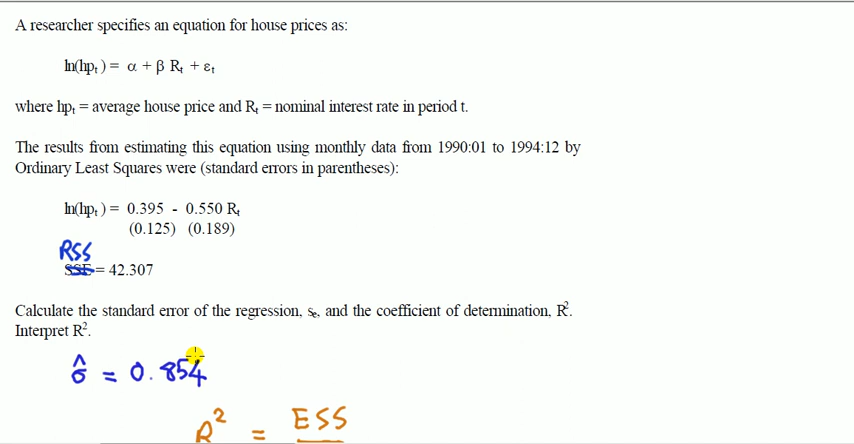 A researcher specifies an equation for house prices as:
ln(hpₜ) = α + β Rₜ + εₜ
where hpₜ = average house price and Rₜ = nominal interest rate in period t.
The results from estimating this equation using monthly data from 1990:01 to 1994:12 by
Ordinary Least Squares were (standard errors in parentheses):
ln(hpₜ) = 0.395 - 0.550 Rₜ
(0.125) (0.189)
RSS
SSE = 42.307
Calculate the standard error of the regression, sₑ, and the coefficient of determination, R².
Interpret R².
σ̂ = 0.854
R² = ESS